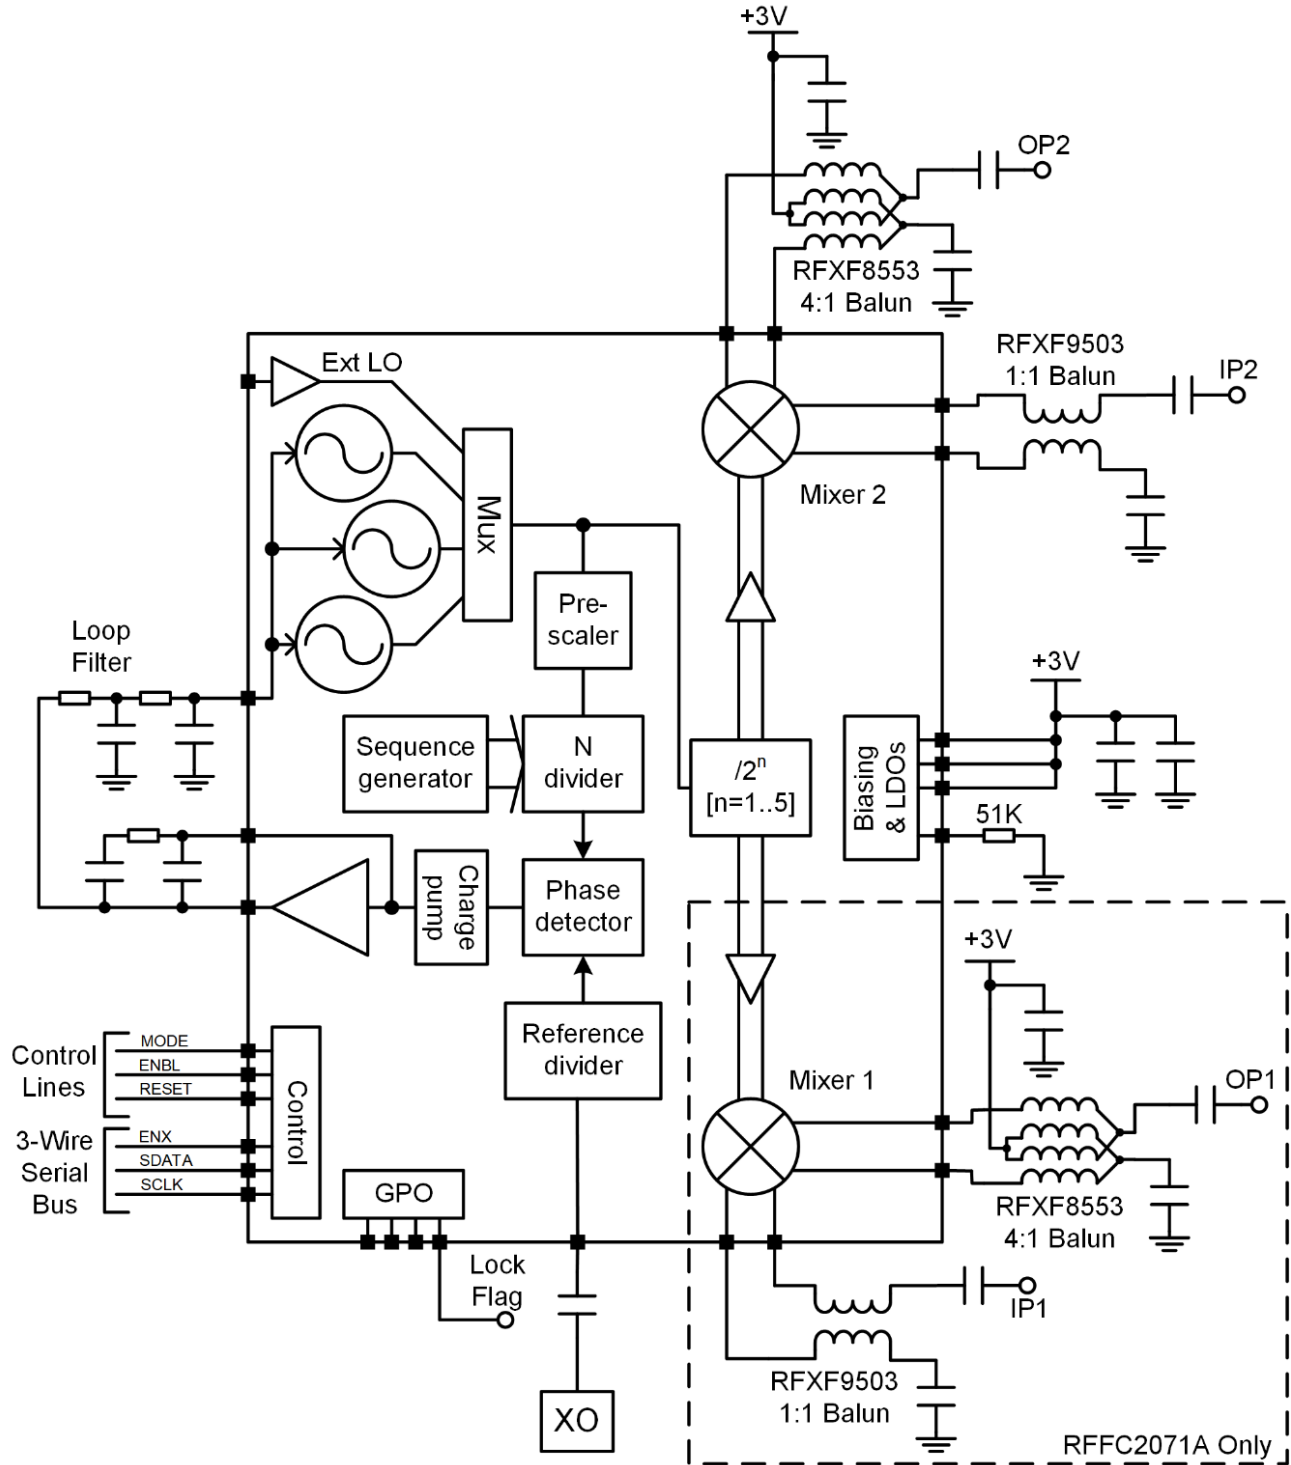 +3V
OP2
RFXF8553
4:1 Balun
RFXF9503
1:1 Balun
IP2
Ext LO
Mux
Mixer 2
Pre-
scaler
Loop
Filter
+3V
Sequence
generator
N
divider
/2ⁿ
[n=1..5]
Biasing
& LDOs
51K
Charge
pump
Phase
detector
+3V
Reference
divider
Control
Lines
MODE
ENBL
RESET
3-Wire
Serial
Bus
ENX
SDATA
SCLK
Control
Mixer 1
OP1
GPO
RFXF8553
4:1 Balun
Lock
Flag
IP1
RFXF9503
1:1 Balun
XO
RFFC2071A Only